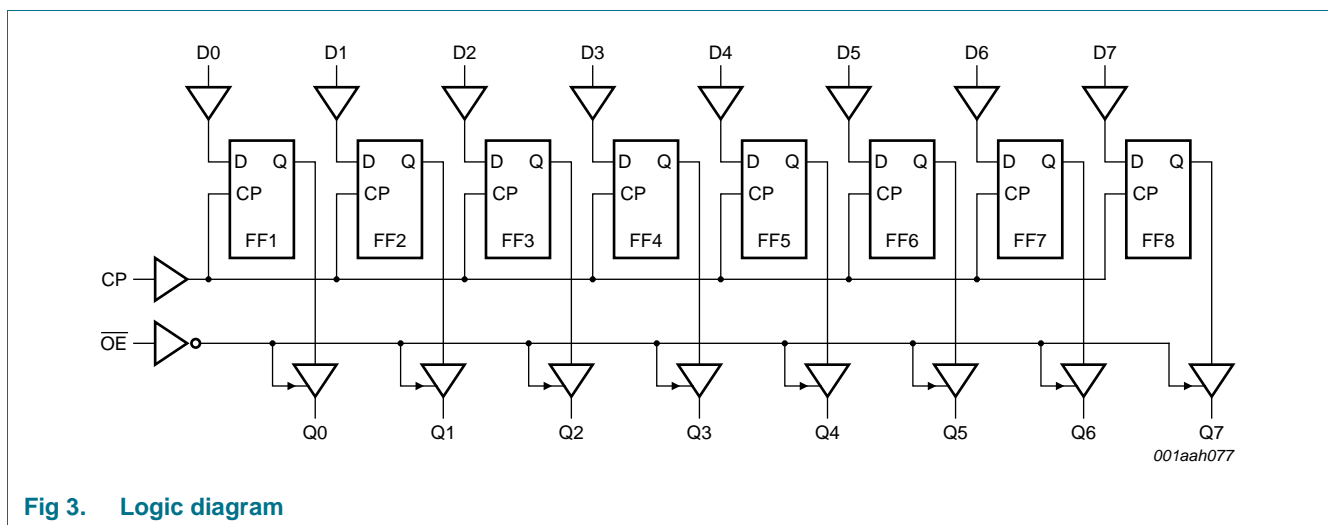 D0 D1 D2 D3 D4 D5 D6 D7
D Q D Q D Q D Q D Q D Q D Q D Q
CP CP CP CP CP CP CP CP
FF1 FF2 FF3 FF4 FF5 FF6 FF7 FF8
CP
OE
Q0 Q1 Q2 Q3 Q4 Q5 Q6 Q7
001aah077
Fig 3. Logic diagram